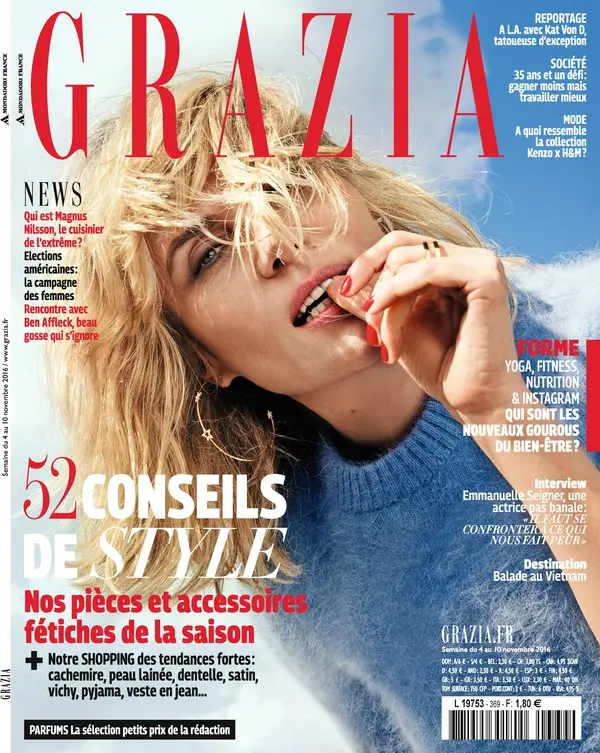 GRAZIA
REPORTAGE
A L.A. avec Kat Von D,
tatoueuse d'exception
SOCIÉTÉ
35 ans et un défi:
gagner moins mais
travailler mieux
MODE
A quoi ressemble
la collection
Kenzo x H&M?
MONDADORI FRANCE
MONDADORI FRANCE
NEWS
Qui est Magnus
Nilsson, le cuisinier
de l'extrême?
Elections
américaines:
la campagne
des femmes
Rencontre avec
Ben Affleck, beau
gosse qui s'ignore
Semaine du 4 au 10 novembre 2016 / www.grazia.fr
FORME
YOGA, FITNESS,
NUTRITION
& INSTAGRAM
QUI SONT LES
NOUVEAUX GOUROUS
DU BIEN-ÊTRE?
Interview
Emmanuelle Seigner, une
actrice pas banale:
«IL FAUT SE
CONFRONTER À CE QUI
NOUS FAIT PEUR»
Destination
Balade au Vietnam
52 CONSEILS
DE STYLE
Nos pièces et accessoires
fétiches de la saison
+ Notre SHOPPING des tendances fortes:
cachemire, peau lainée, dentelle, satin,
vichy, pyjama, veste en jean...
PARFUMS La sélection petits prix de la rédaction
GRAZIA
GRAZIA.FR
Semaine du 4 au 10 novembre 2016
L 19753 - 369 - F: 1,80 €